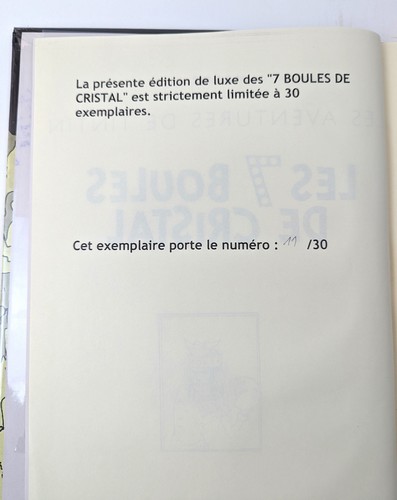 La présente édition de luxe des "7 BOULES DE
CRISTAL" est strictement limitée à 30
exemplaires.
LES AVENTURES DE TINTIN
LES 7 BOULES
DE CRISTAL
Cet exemplaire porte le numéro : 11 /30